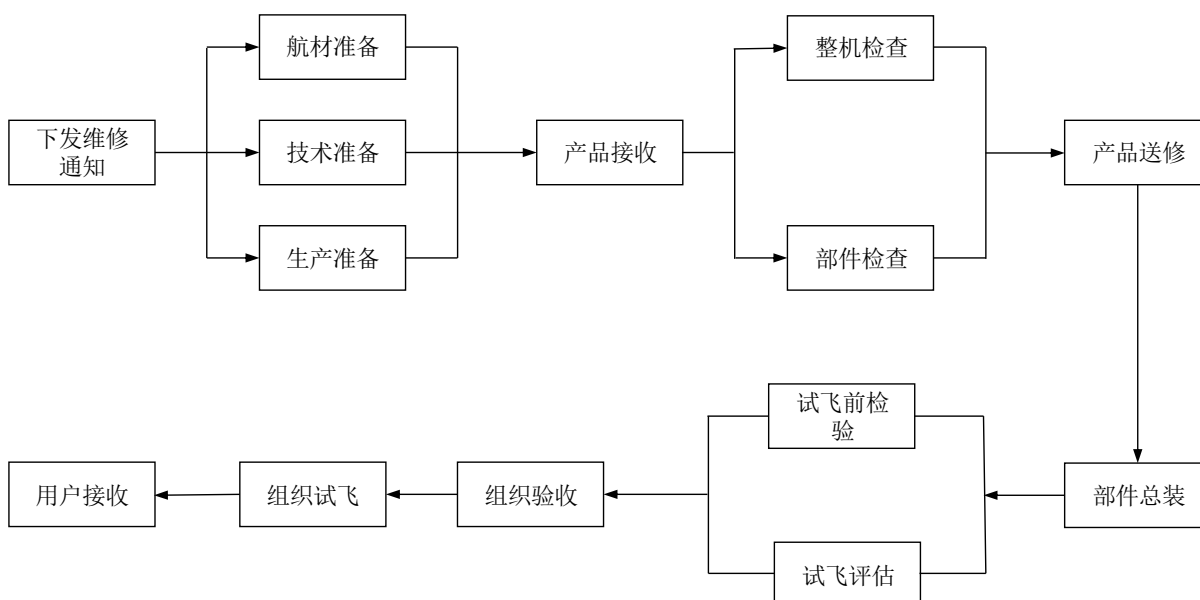 航材准备
整机检查
下发维修
通知
技术准备
产品接收
产品送修
生产准备
部件检查
试飞前检
验
用户接收
组织试飞
组织验收
部件总装
试飞评估